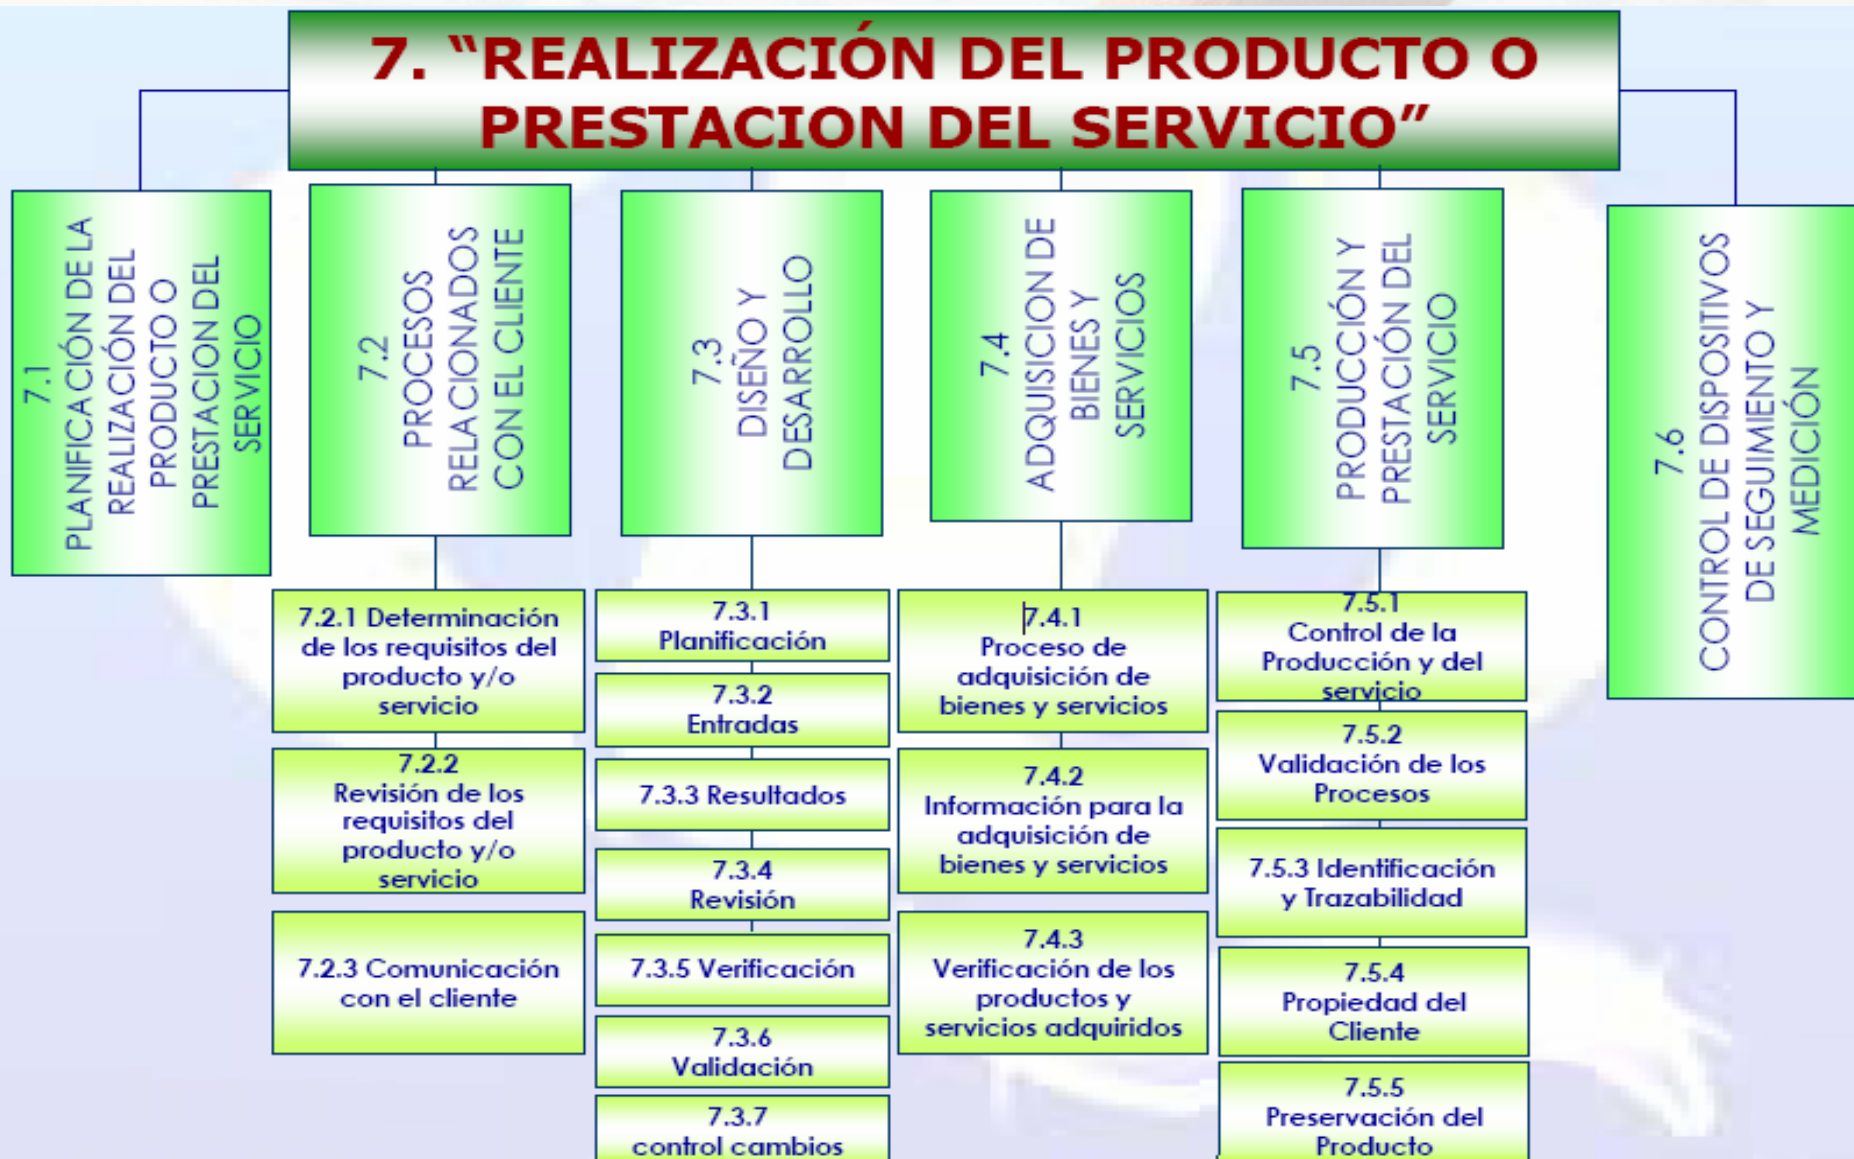 7. “REALIZACIÓN DEL PRODUCTO O
PRESTACION DEL SERVICIO”
7.1
PLANIFICACIÓN DE LA
REALIZACIÓN DEL
PRODUCTO O
PRESTACION DEL
SERVICIO
7.2
PROCESOS
RELACIONADOS
CON EL CLIENTE
7.2.1 Determinación
de los requisitos del
producto y/o
servicio
7.2.2
Revisión de los
requisitos del
producto y/o
servicio
7.2.3 Comunicación
con el cliente
7.3
DISEÑO Y
DESARROLLO
7.3.1
Planificación
7.3.2
Entradas
7.3.3 Resultados
7.3.4
Revisión
7.3.5 Verificación
7.3.6
Validación
7.3.7
control cambios
7.4
ADQUISICION DE
BIENES Y
SERVICIOS
7.4.1
Proceso de
adquisición de
bienes y servicios
7.4.2
Información para la
adquisición de
bienes y servicios
7.4.3
Verificación de los
productos y
servicios adquiridos
7.5
PRODUCCIÓN Y
PRESTACIÓN DEL
SERVICIO
7.5.1
Control de la
Producción y del
servicio
7.5.2
Validación de los
Procesos
7.5.3 Identificación
y Trazabilidad
7.5.4
Propiedad del
Cliente
7.5.5
Preservación del
Producto
7.6
CONTROL DE DISPOSITIVOS
DE SEGUIMIENTO Y
MEDICIÓN